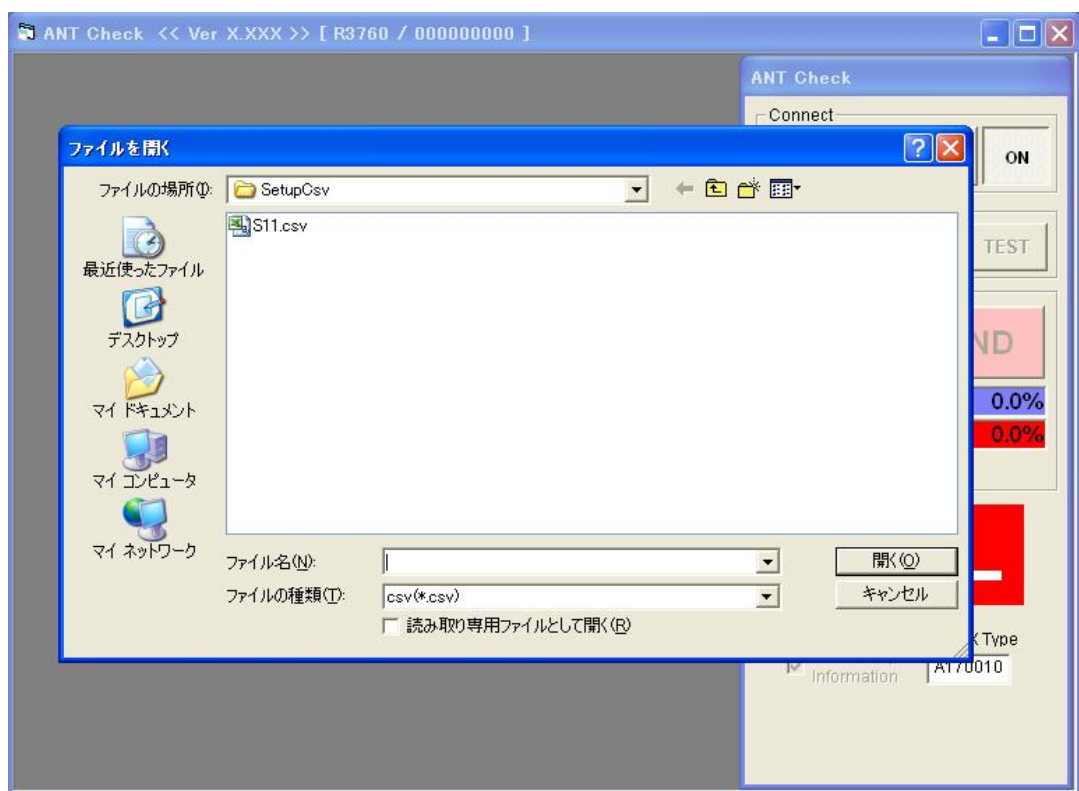 ANT Check << Ver X.XXX >> [ R3760 / 000000000 ]
ANT Check
Connect
ON
ファイルを開く
ファイルの場所(I):
SetupCsv
S11.csv
TEST
最近使ったファイル
デスクトップ
ND
マイ ドキュメント
0.0%
0.0%
マイ コンピュータ
マイ ネットワーク
ファイル名(N):
開く(O)
ファイルの種類(T):
csv(*.csv)
キャンセル
読み取り専用ファイルとして開く(R)
Type
Information
A170010